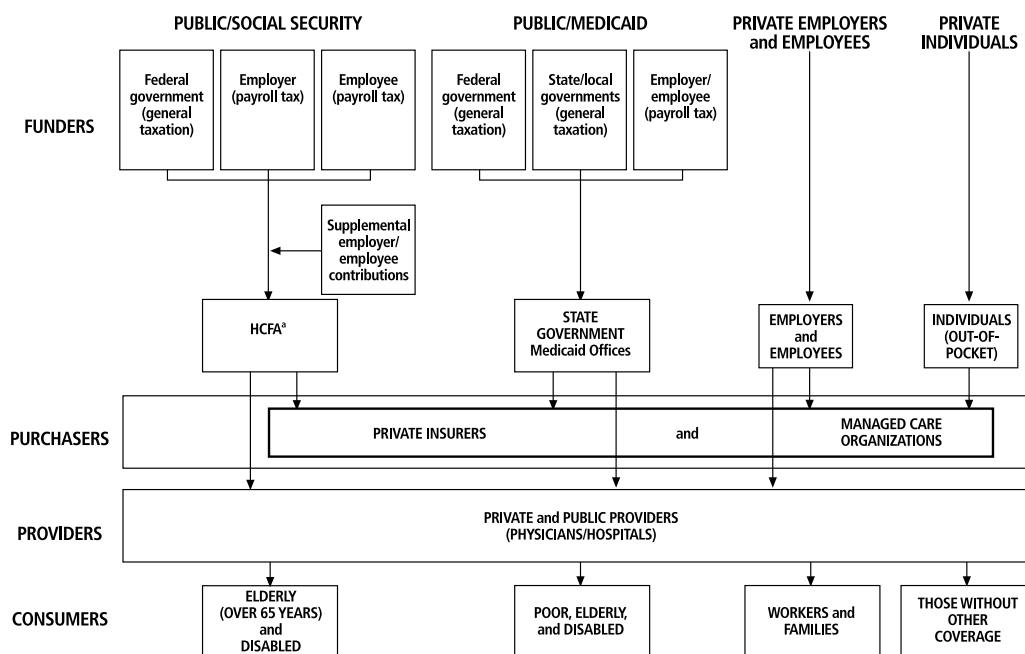 PUBLIC/SOCIAL SECURITY
PUBLIC/MEDICAID
PRIVATE EMPLOYERS
and EMPLOYEES
PRIVATE
INDIVIDUALS
FUNDERS
Federal
government
(general
taxation)
Employer
(payroll tax)
Employee
(payroll tax)
Federal
government
(general
taxation)
State/local
governments
(general
taxation)
Employer/
employee
(payroll tax)
Supplemental
employer/
employee
contributions
HCFAª
STATE
GOVERNMENT
Medicaid Offices
EMPLOYERS
and
EMPLOYEES
INDIVIDUALS
(OUT-OF-
POCKET)
PURCHASERS
PRIVATE INSURERS
and
MANAGED CARE
ORGANIZATIONS
PROVIDERS
PRIVATE and PUBLIC PROVIDERS
(PHYSICIANS/HOSPITALS)
CONSUMERS
ELDERLY
(OVER 65 YEARS)
and
DISABLED
POOR, ELDERLY,
and DISABLED
WORKERS and
FAMILIES
THOSE WITHOUT
OTHER
COVERAGE